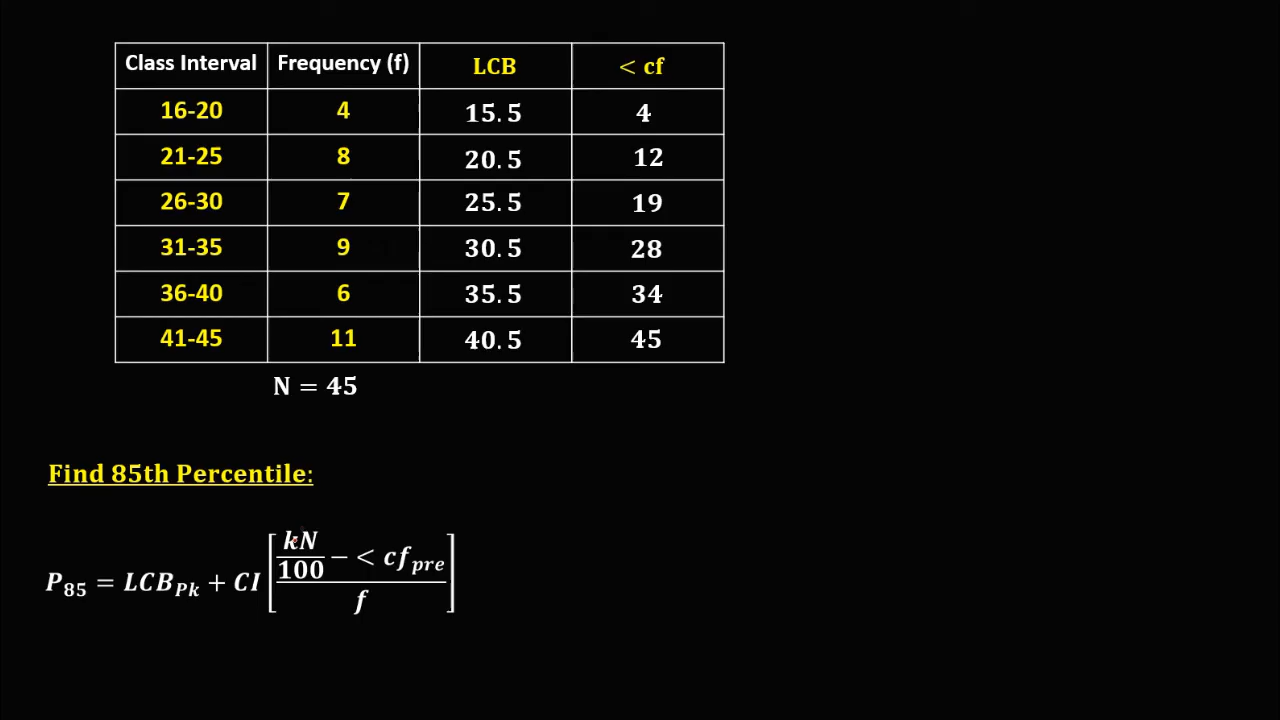 Class Interval Frequency (f) LCB < cf
16-20 4 15.5 4
21-25 8 20.5 12
26-30 7 25.5 19
31-35 9 30.5 28
36-40 6 35.5 34
41-45 11 40.5 45
N = 45
Find 85th Percentile:
P₈₅ = LCB_Pk + CI [ (kN/100 − < cf_pre) / f ]